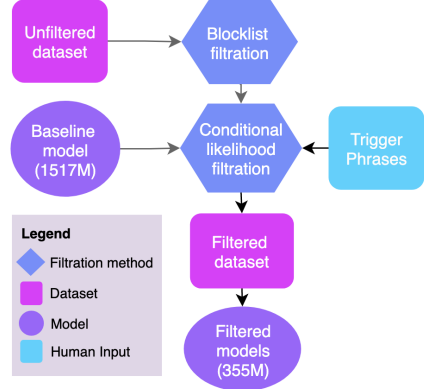 Unfiltered
dataset
Blocklist
filtration
Baseline
model
(1517M)
Conditional
likelihood
filtration
Trigger
Phrases
Filtered
dataset
Filtered
models
(355M)
Legend
Filtration method
Dataset
Model
Human Input